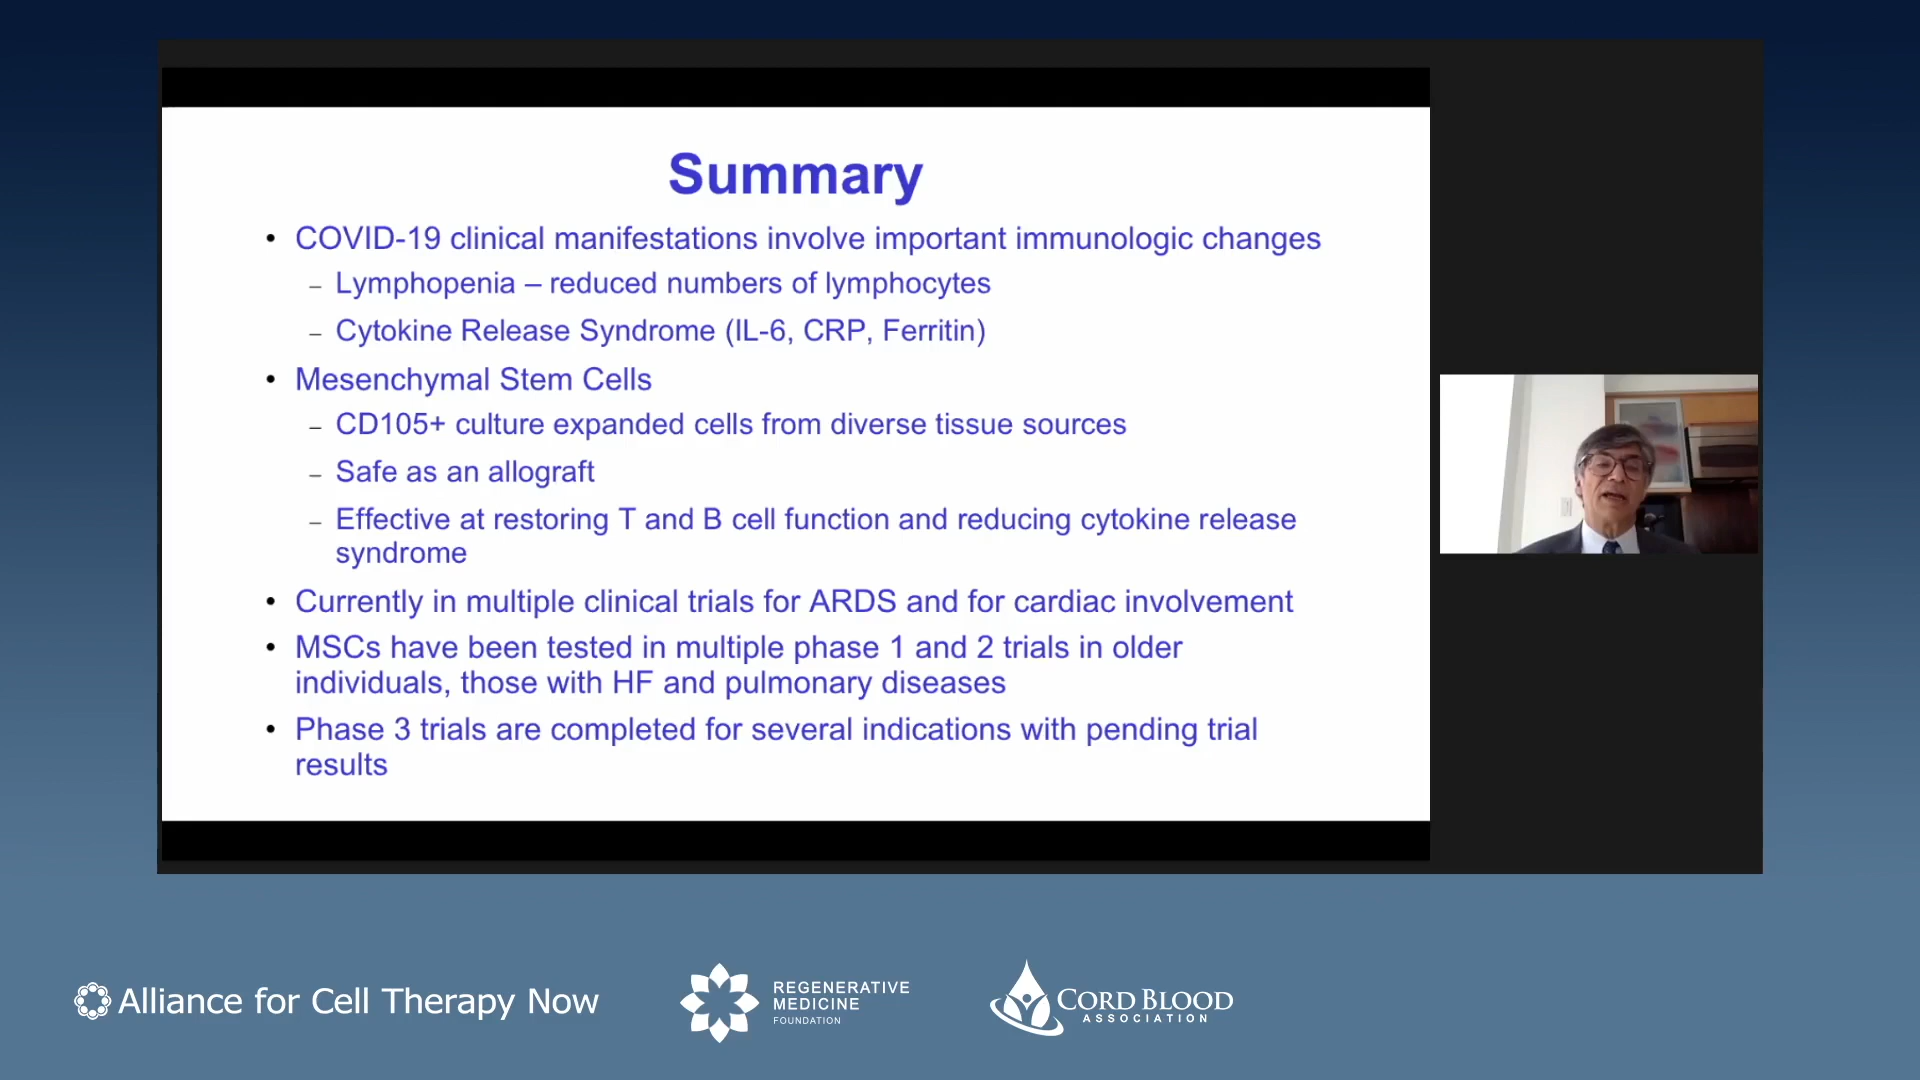 Summary
• COVID-19 clinical manifestations involve important immunologic changes
– Lymphopenia – reduced numbers of lymphocytes
– Cytokine Release Syndrome (IL-6, CRP, Ferritin)
• Mesenchymal Stem Cells
– CD105+ culture expanded cells from diverse tissue sources
– Safe as an allograft
– Effective at restoring T and B cell function and reducing cytokine release
syndrome
• Currently in multiple clinical trials for ARDS and for cardiac involvement
• MSCs have been tested in multiple phase 1 and 2 trials in older
individuals, those with HF and pulmonary diseases
• Phase 3 trials are completed for several indications with pending trial
results
Alliance for Cell Therapy Now
REGENERATIVE
MEDICINE
FOUNDATION
CORD BLOOD
ASSOCIATION